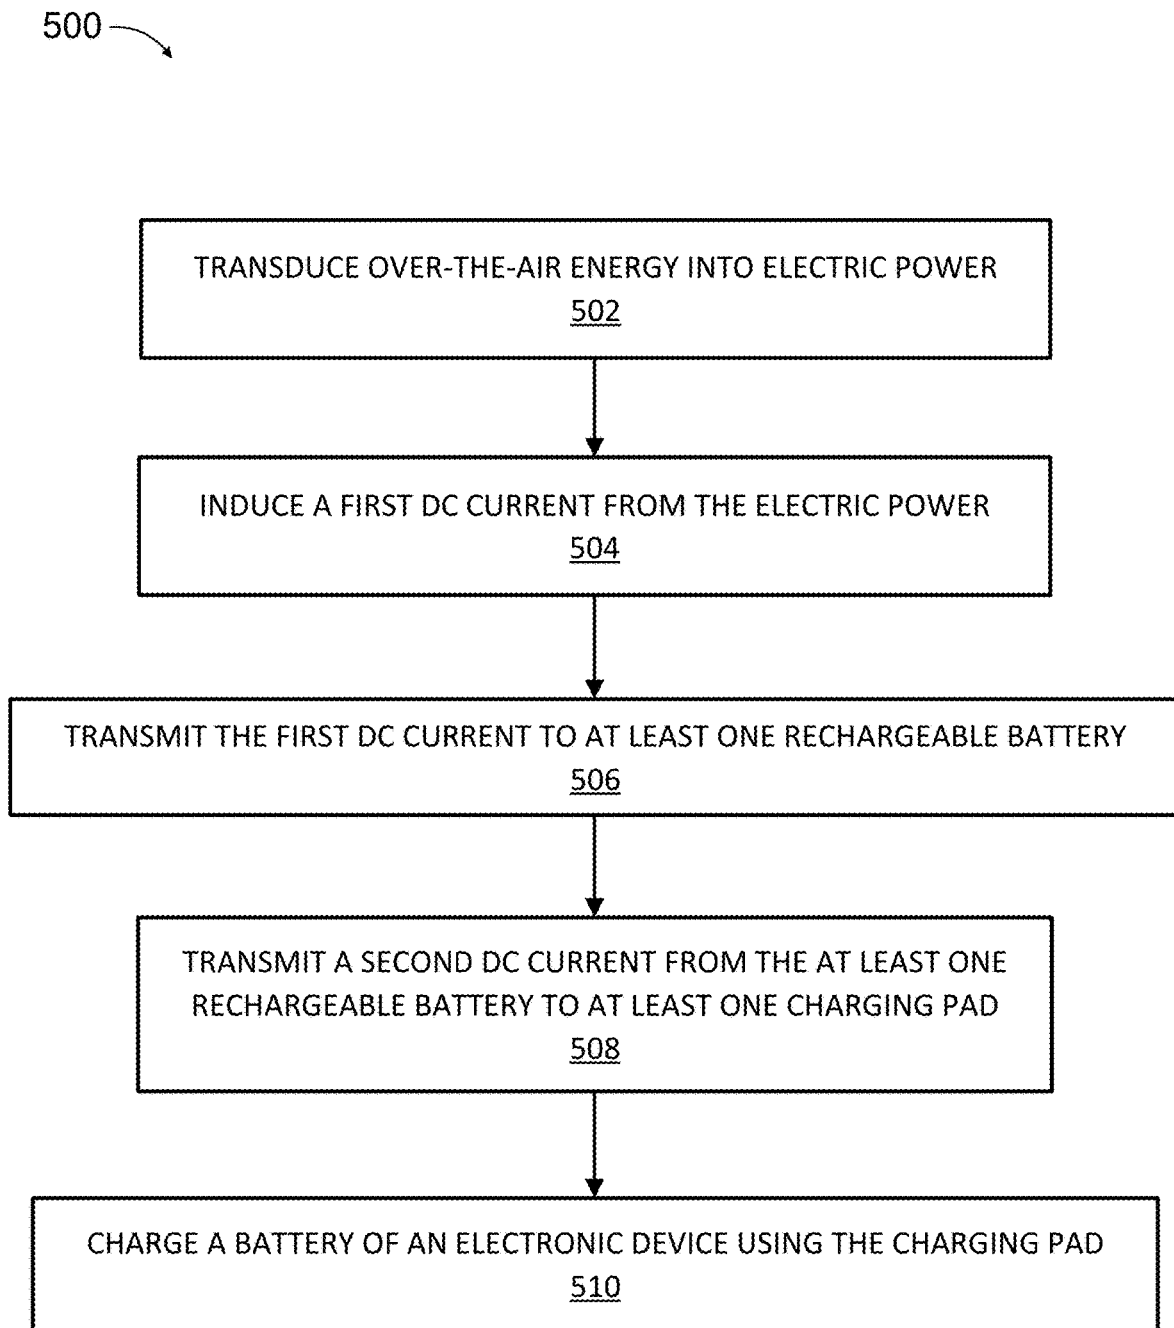 500
TRANSDUCE OVER-THE-AIR ENERGY INTO ELECTRIC POWER
502
INDUCE A FIRST DC CURRENT FROM THE ELECTRIC POWER
504
TRANSMIT THE FIRST DC CURRENT TO AT LEAST ONE RECHARGEABLE BATTERY
506
TRANSMIT A SECOND DC CURRENT FROM THE AT LEAST ONE
RECHARGEABLE BATTERY TO AT LEAST ONE CHARGING PAD
508
CHARGE A BATTERY OF AN ELECTRONIC DEVICE USING THE CHARGING PAD
510